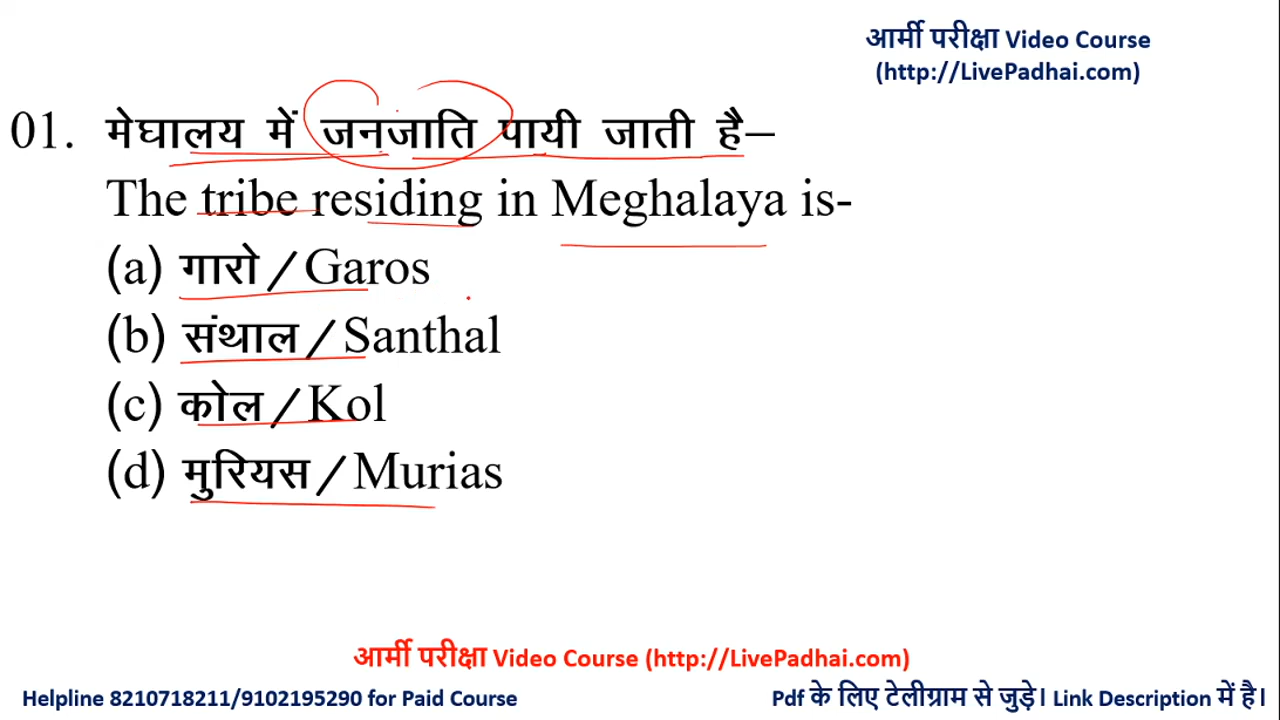 आर्मी परीक्षा Video Course
(http://LivePadhai.com)
01. मेघालय में जनजाति पायी जाती है–
The tribe residing in Meghalaya is-
(a) गारो/Garos
(b) संथाल/Santhal
(c) कोल/Kol
(d) मुरियस/Murias
आर्मी परीक्षा Video Course (http://LivePadhai.com)
Helpline 8210718211/9102195290 for Paid Course
Pdf के लिए टेलीग्राम से जुड़े। Link Description में है।